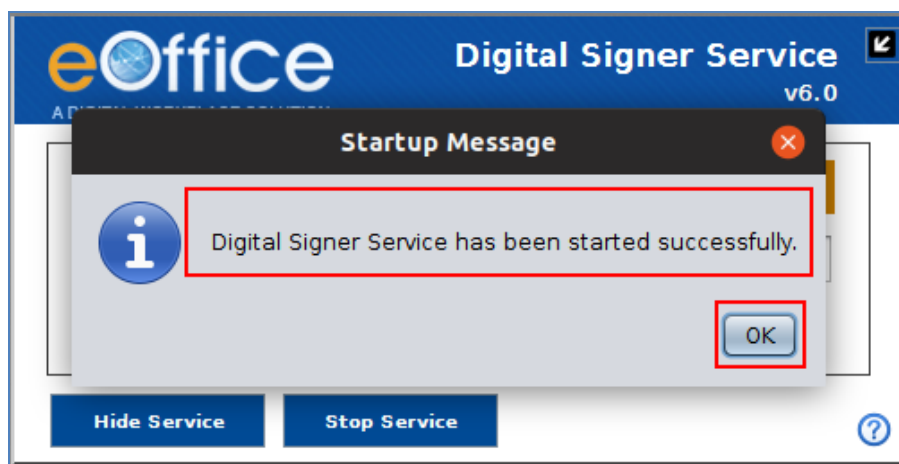 eOffice
Digital Signer Service
v6.0
Startup Message
Digital Signer Service has been started successfully.
OK
Hide Service
Stop Service
?